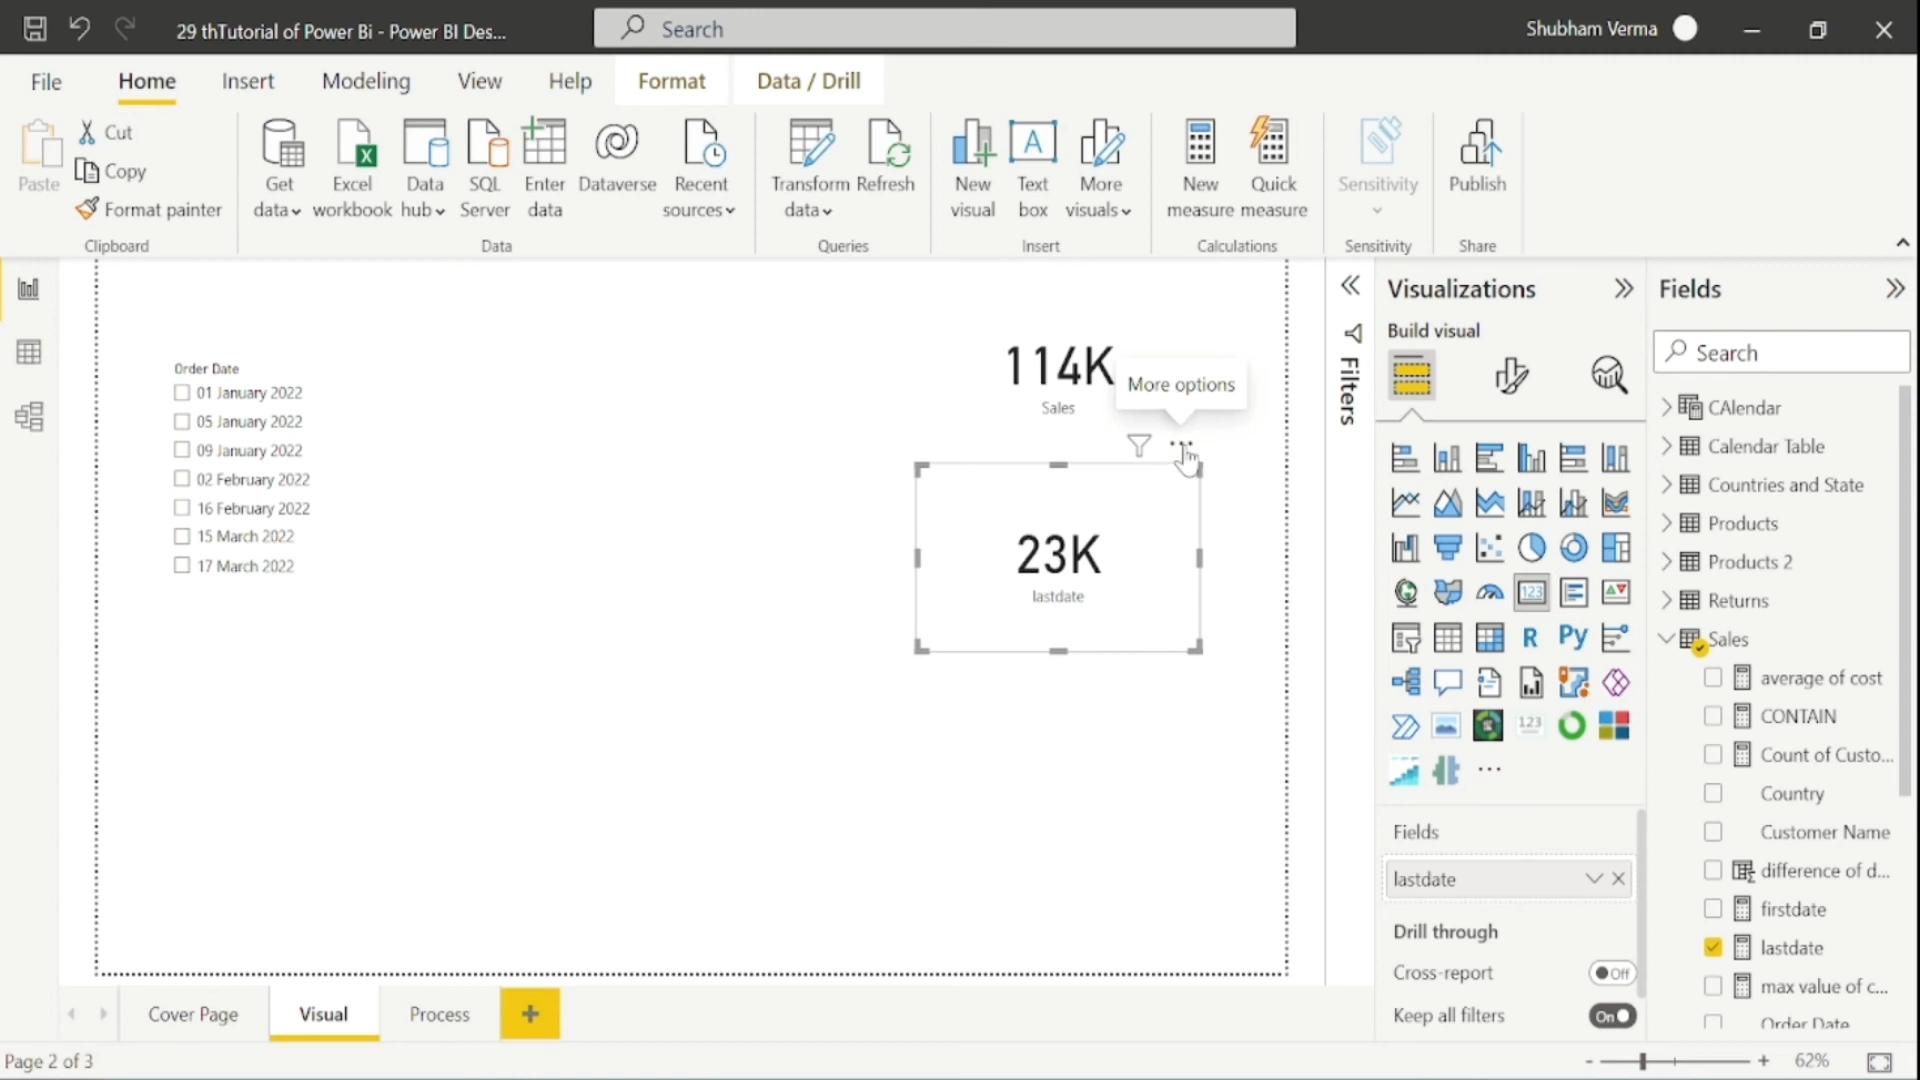 29 thTutorial of Power Bi - Power BI Des...
Search
Shubham Verma
File
Home
Insert
Modeling
View
Help
Format
Data / Drill
Paste
Cut
Copy
Format painter
Clipboard
Get data
Excel workbook
Data hub
SQL Server
Enter data
Dataverse
Recent sources
Data
Transform data
Refresh
Queries
New visual
Text box
More visuals
Insert
New measure
Quick measure
Calculations
Sensitivity
Sensitivity
Publish
Share
Order Date
01 January 2022
05 January 2022
09 January 2022
02 February 2022
16 February 2022
15 March 2022
17 March 2022
114K
Sales
More options
23K
lastdate
Filters
Visualizations
Build visual
123
R
Py
123
Fields
lastdate
Drill through
Cross-report
Off
Keep all filters
On
Fields
Search
CAlendar
Calendar Table
Countries and State
Products
Products 2
Returns
Sales
average of cost
CONTAIN
Count of Custo...
Country
Customer Name
difference of d...
firstdate
lastdate
max value of c...
Order Date
Cover Page
Visual
Process
Page 2 of 3
62%